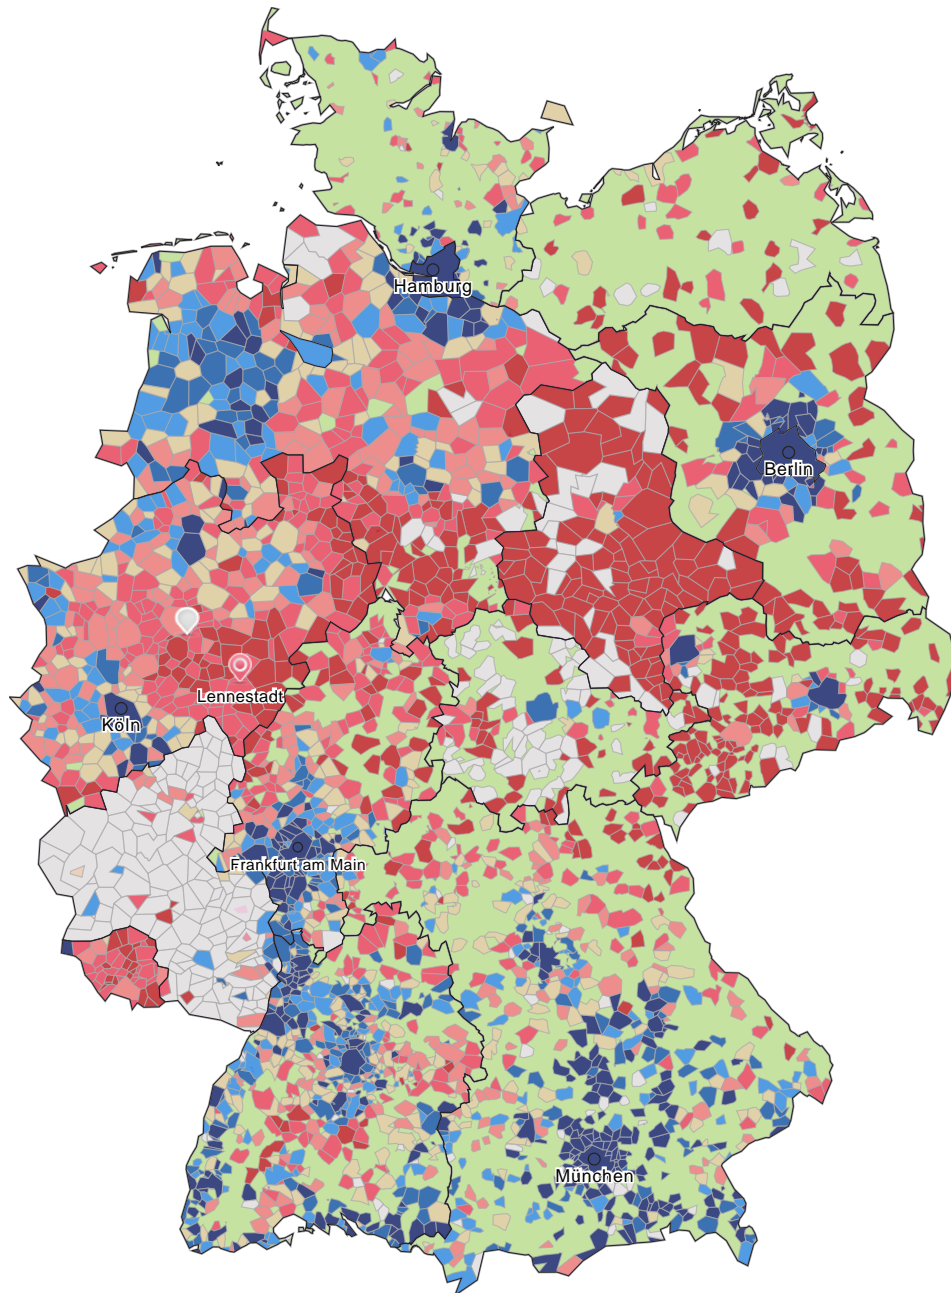 Hamburg
Berlin
Lennestadt
Köln
Frankfurt am Main
München